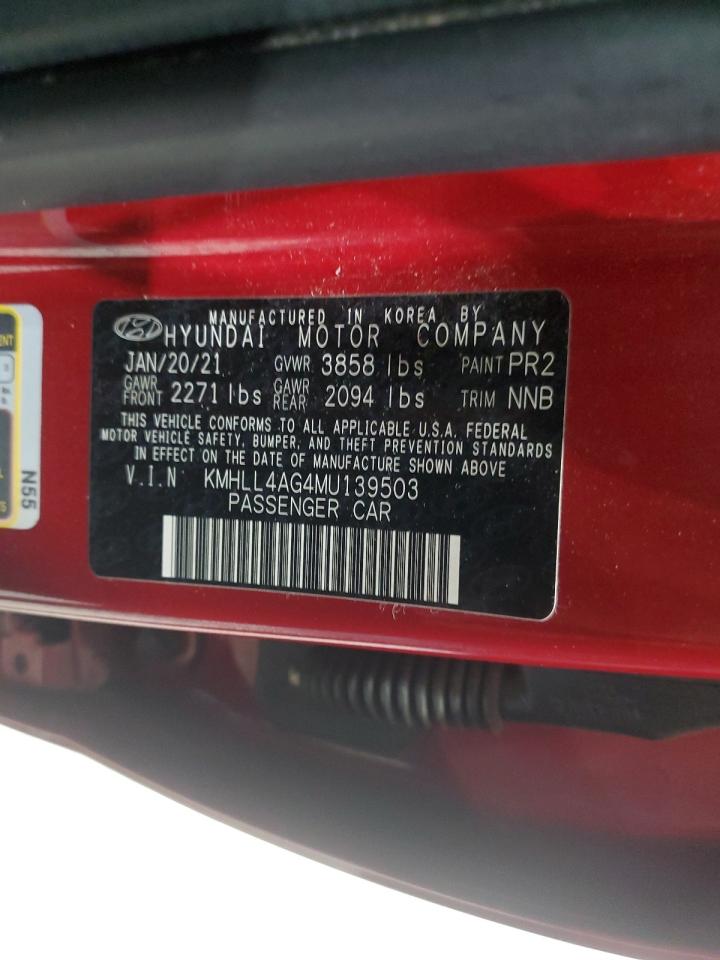 MANUFACTURED IN KOREA BY
HYUNDAI MOTOR COMPANY
JAN/20/21 GVWR 3858 lbs PAINT PR2
GAWR FRONT 2271 lbs GAWR REAR 2094 lbs TRIM NNB
THIS VEHICLE CONFORMS TO ALL APPLICABLE U.S.A. FEDERAL
MOTOR VEHICLE SAFETY, BUMPER, AND THEFT PREVENTION STANDARDS
IN EFFECT ON THE DATE OF MANUFACTURE SHOWN ABOVE
V.I.N KMHLL4AG4MU139503
PASSENGER CAR
N55